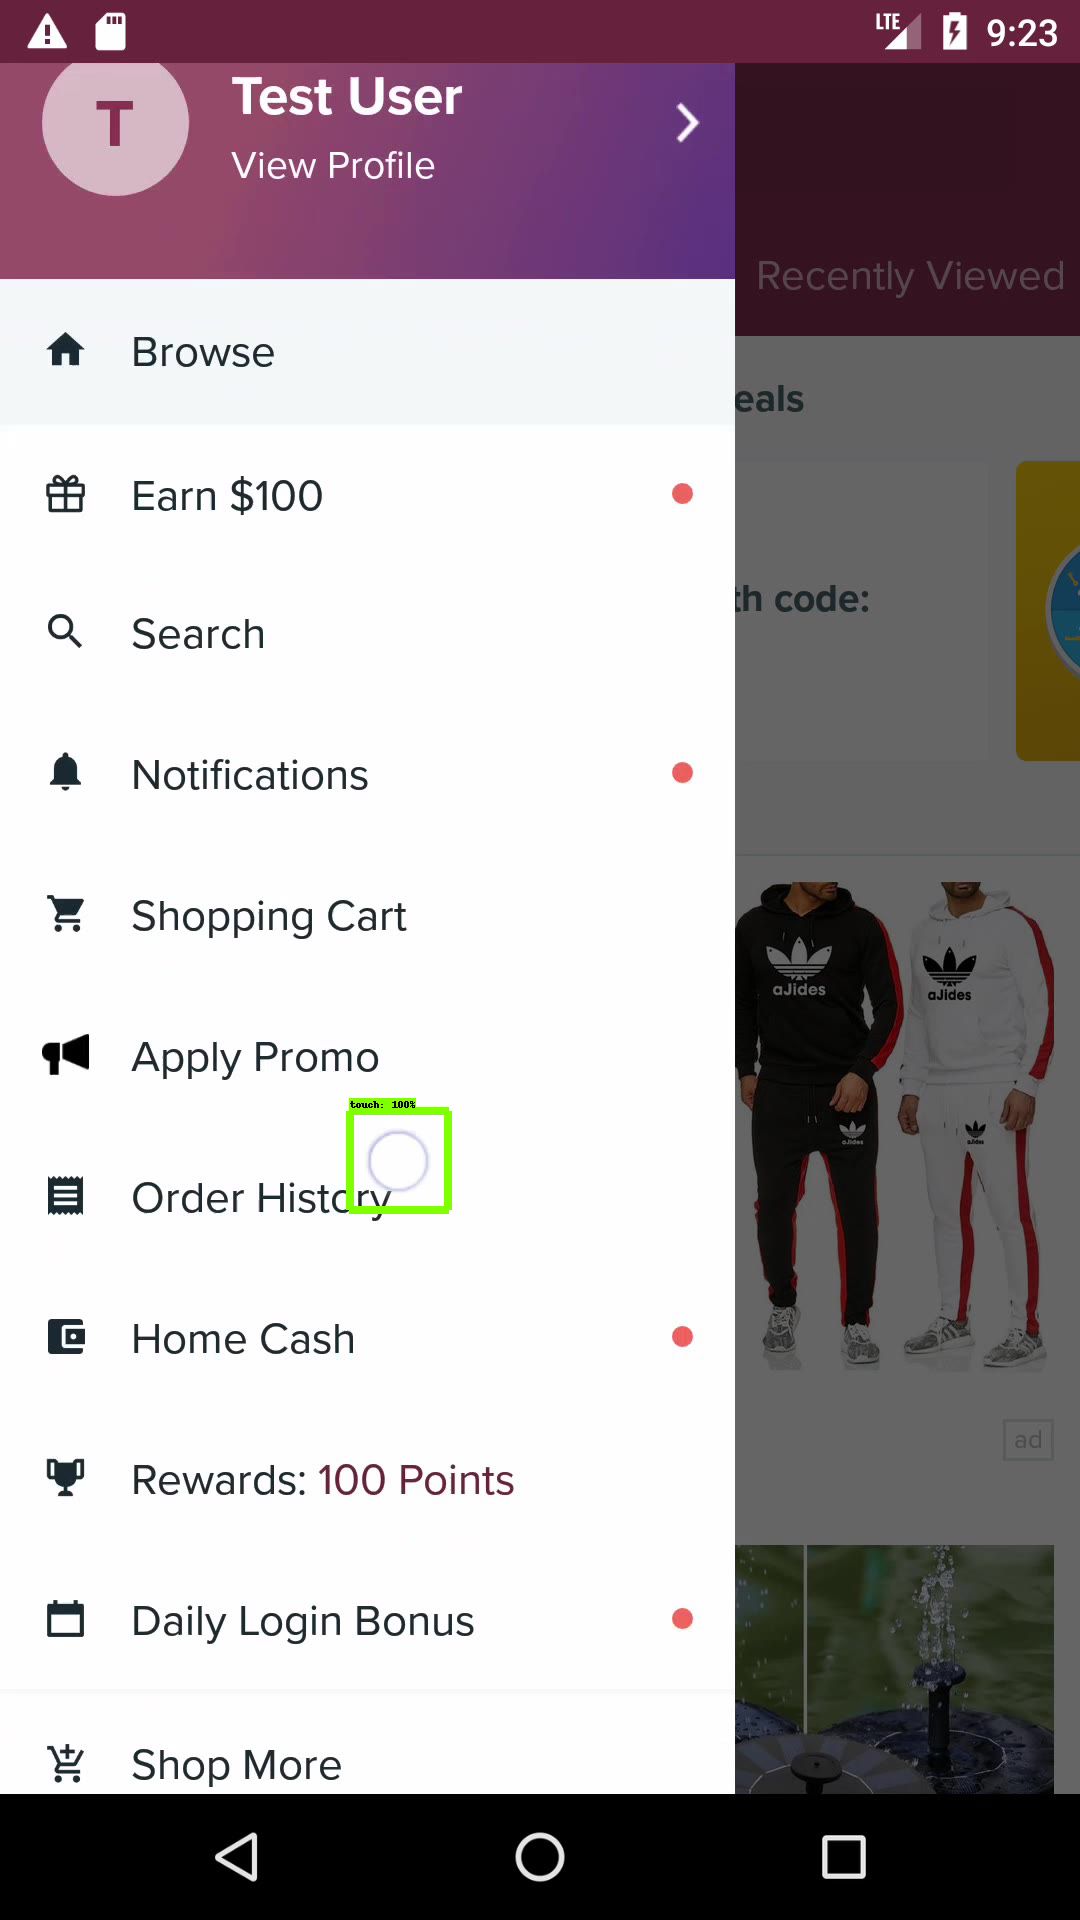 LTE 9:23
T
Test User
View Profile
Recently Viewed
Browse
eals
Earn $100
th code:
Search
Notifications
Shopping Cart
aJides
aJides
Apply Promo
touch: 100%
Order History
Home Cash
ad
Rewards: 100 Points
Daily Login Bonus
Shop More